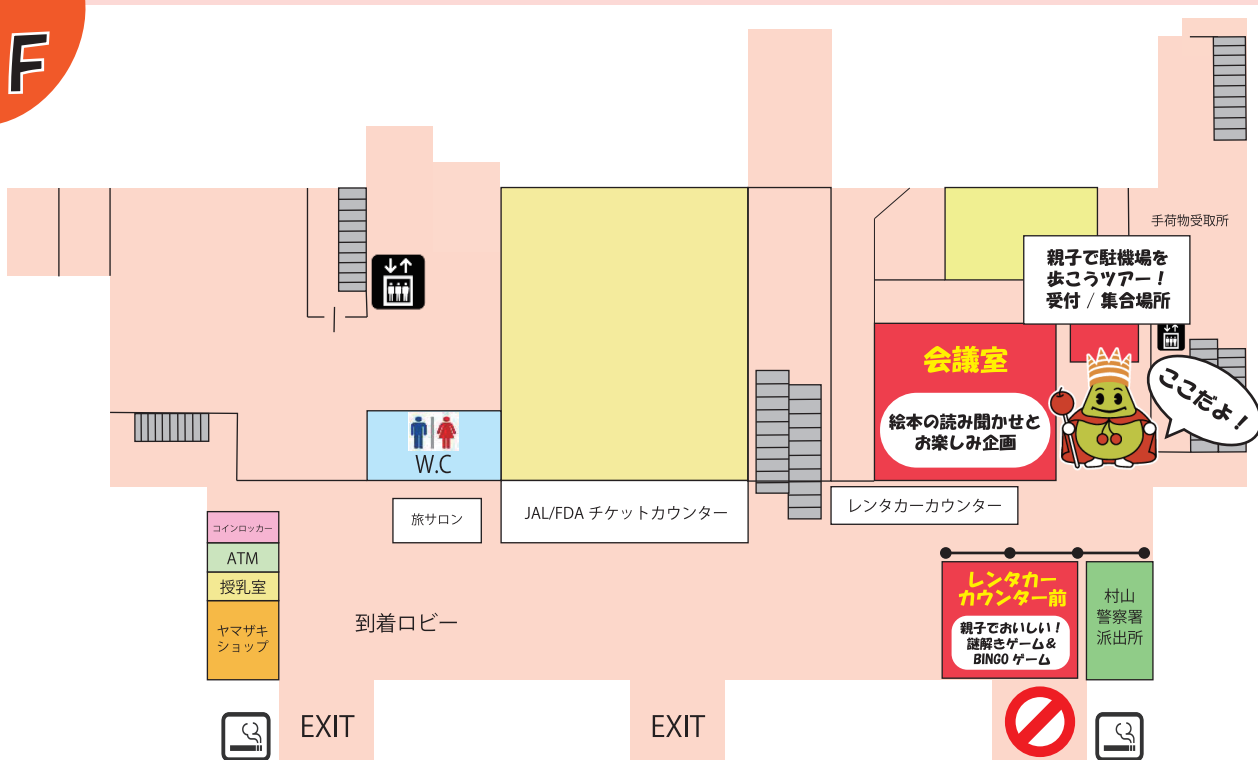 F
手荷物受取所
親子で駐機場を
歩こうツアー！
受付 / 集合場所
会議室
絵本の読み聞かせと
お楽しみ企画
ここだよ！
W.C
旅サロン
JAL/FDA チケットカウンター
レンタカーカウンター
コインロッカー
ATM
授乳室
ヤマザキ
ショップ
到着ロビー
レンタカー
カウンター前
親子でおいしい！
謎解きゲーム＆
BINGO ゲーム
村山
警察署
派出所
EXIT
EXIT